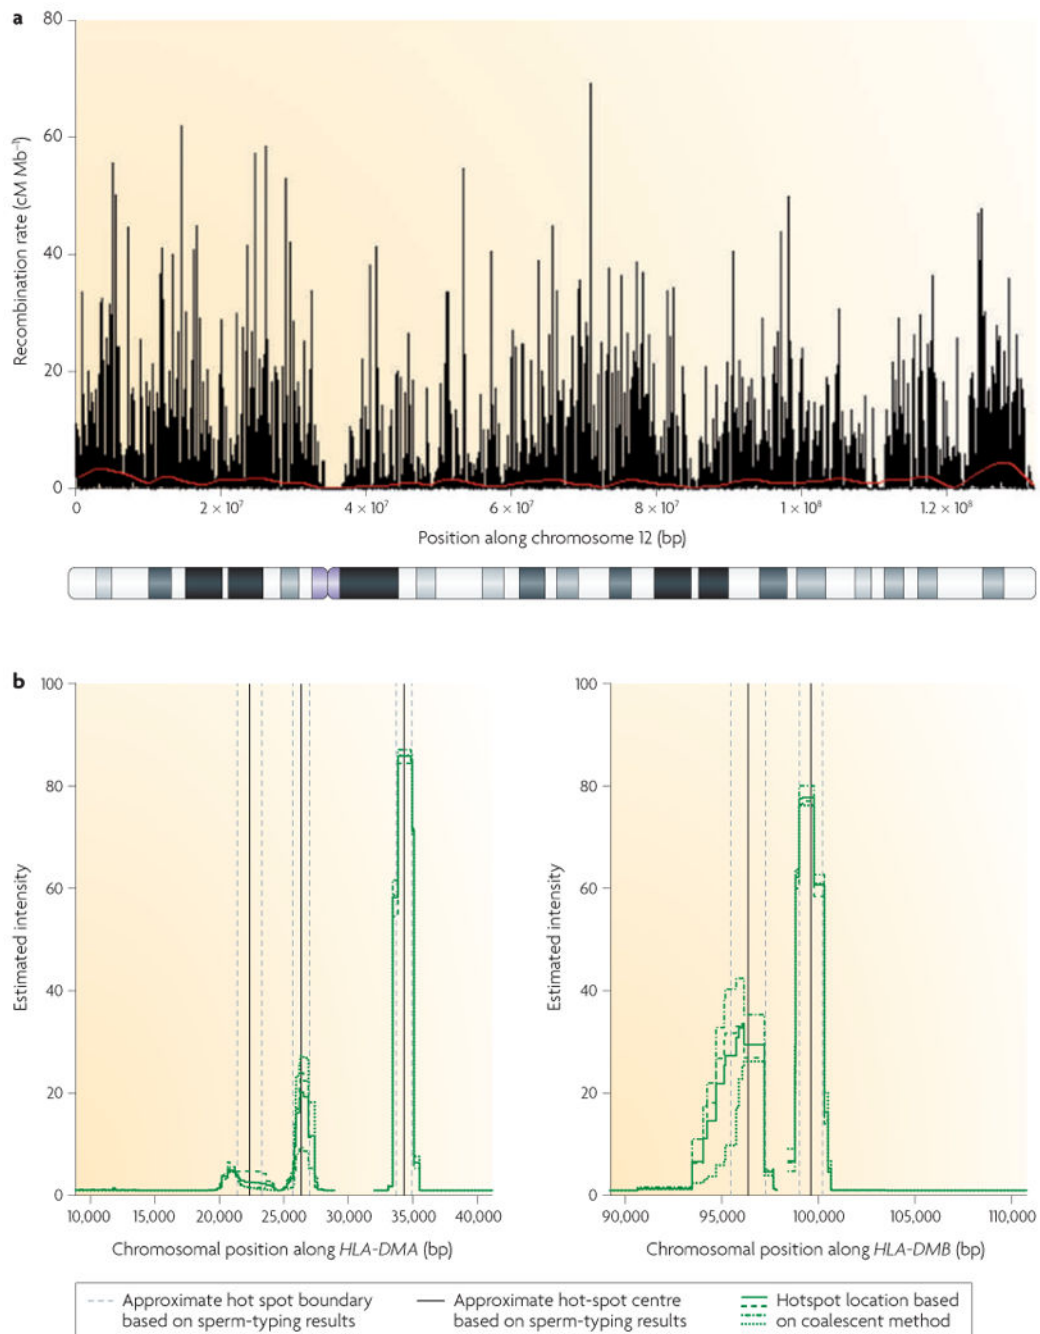 a
80
60
40
20
0
Recombination rate (cM Mb⁻¹)
0
2 × 10⁷
4 × 10⁷
6 × 10⁷
8 × 10⁷
1 × 10⁸
1.2 × 10⁸
Position along chromosome 12 (bp)
b
100
80
60
40
20
0
Estimated intensity
10,000
15,000
20,000
25,000
30,000
35,000
40,000
Chromosomal position along HLA-DMA (bp)
100
80
60
40
20
0
Estimated intensity
90,000
95,000
100,000
105,000
110,000
Chromosomal position along HLA-DMB (bp)
Approximate hot spot boundary
based on sperm-typing results
Approximate hot-spot centre
based on sperm-typing results
Hotspot location based
on coalescent method